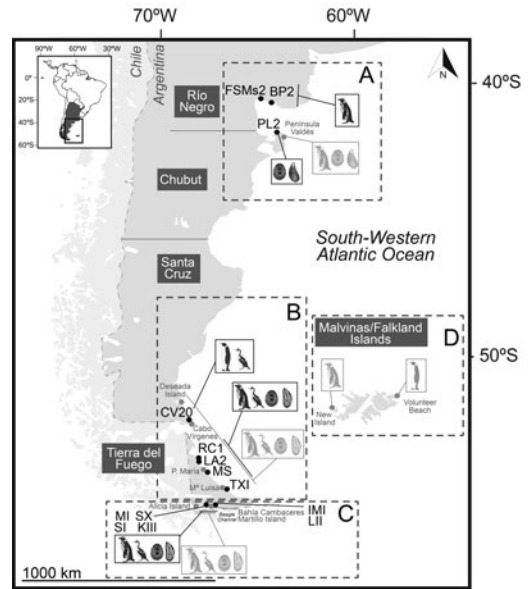 70ºW
60ºW
90ºW 60ºW 30ºW
0º
-20ºS
-40ºS
60ºS
Chile
Argentina
N
40ºS
A
Río
Negro
FSMs2 BP2
PL2
Península
Valdés
Chubut
Santa
Cruz
South-Western
Atlantic Ocean
B
Malvinas/Falkland
Islands
D
50ºS
Deseada
Island
CV20
Cabo
Vírgenes
New
Island
Volunteer
Beach
Tierra del
Fuego
RC1
LA2
P. María
MS
Mª Luisa
TXI
C
Alicia Island
Beagle
Channel
Bahía Cambaceres
Martillo Island
MI SX
SI KIII
IMI
LII
1000 km